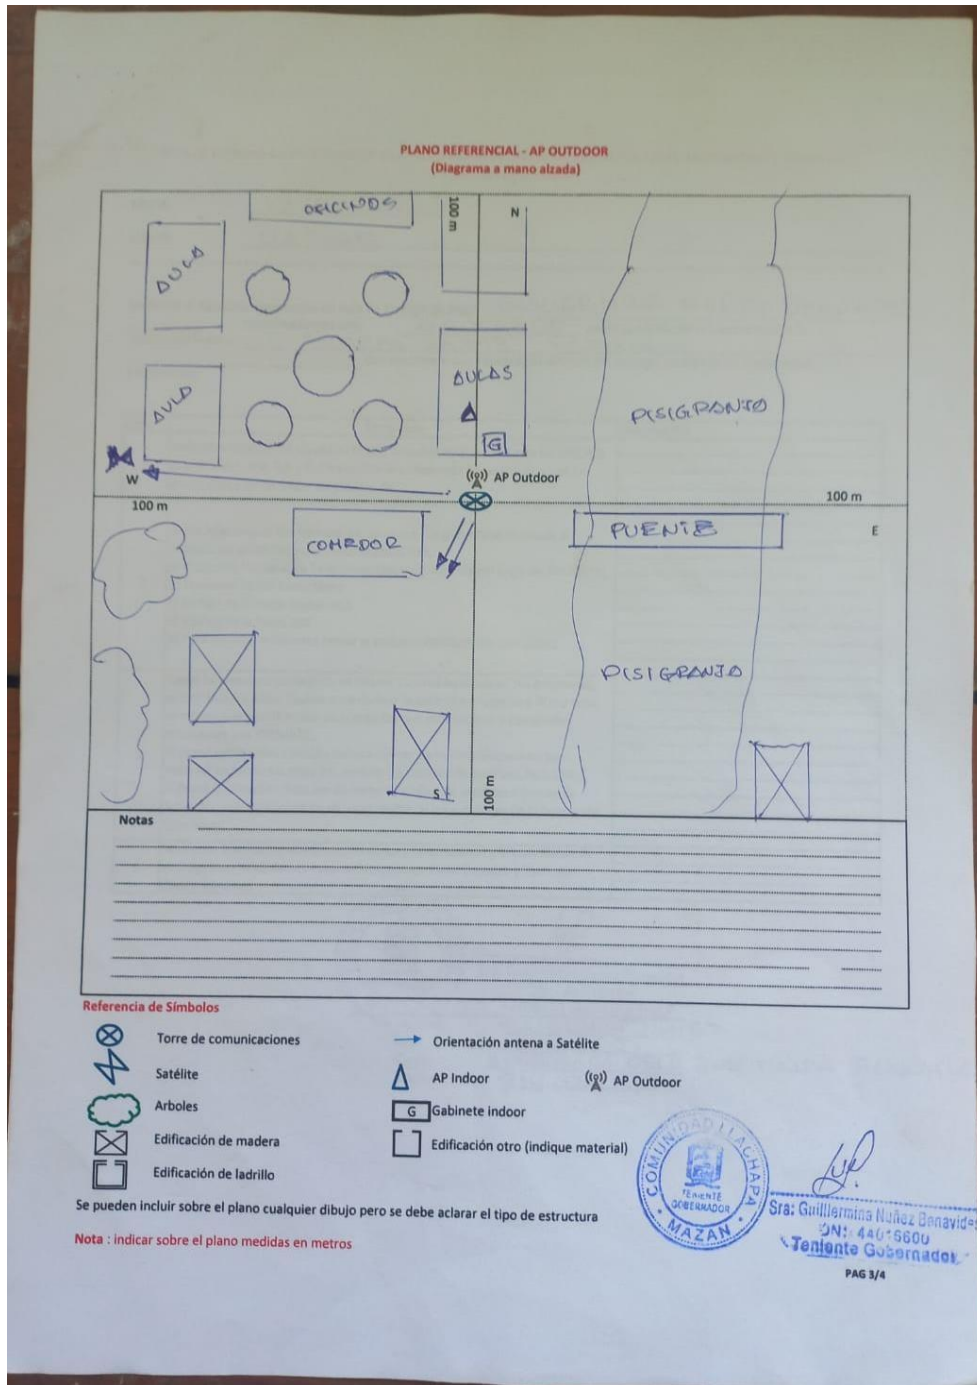 PLANO REFERENCIAL - AP OUTDOOR
(Diagrama a mano alzada)
OFICINAS
100 m
N
AULA
AULAS
AULA
PISIGRANJA
G
W
AP Outdoor
100 m
100 m
COMEDOR
PUENTE
E
PISIGRANJA
S
100 m
Notas
Referencia de Símbolos
Torre de comunicaciones
Orientación antena a Satélite
Satélite
AP Indoor
AP Outdoor
Arboles
G Gabinete indoor
Edificación de madera
Edificación otro (indique material)
Edificación de ladrillo
Se pueden incluir sobre el plano cualquier dibujo pero se debe aclarar el tipo de estructura
Nota : indicar sobre el plano medidas en metros
COMUNIDAD LLACHAPA
TENIENTE
GOBERNADOR
MAZAN
Sra: Guilllermina Nuñez Benavides
Teniente Gobernador
PAG 3/4